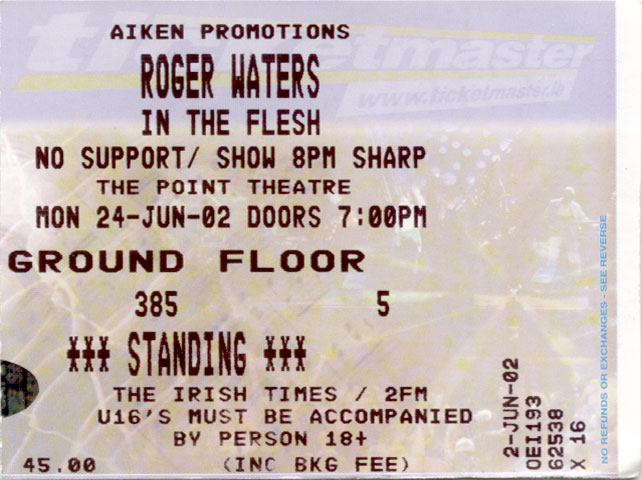 ticketmaster
www.ticketmaster.ie
AIKEN PROMOTIONS
ROGER WATERS
IN THE FLESH
NO SUPPORT/ SHOW 8PM SHARP
THE POINT THEATRE
MON 24-JUN-02 DOORS 7:00PM
GROUND FLOOR
385 5
*** STANDING ***
THE IRISH TIMES / 2FM
U16'S MUST BE ACCOMPANIED
BY PERSON 18+
45.00 (INC BKG FEE)
2-JUN-02
OEI193
62538
X 16
NO REFUNDS OR EXCHANGES - SEE REVERSE